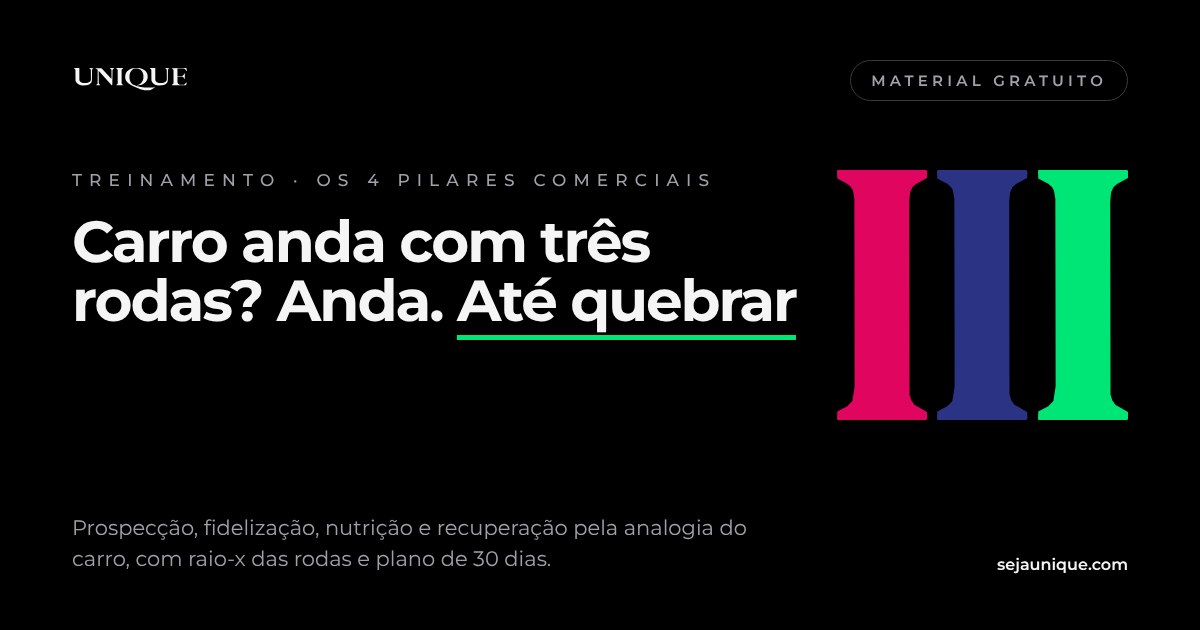 UNIQUE
MATERIAL GRATUITO
TREINAMENTO · OS 4 PILARES COMERCIAIS
Carro anda com três
rodas? Anda. Até quebrar
Prospecção, fidelização, nutrição e recuperação pela analogia do
carro, com raio-x das rodas e plano de 30 dias.
sejaunique.com